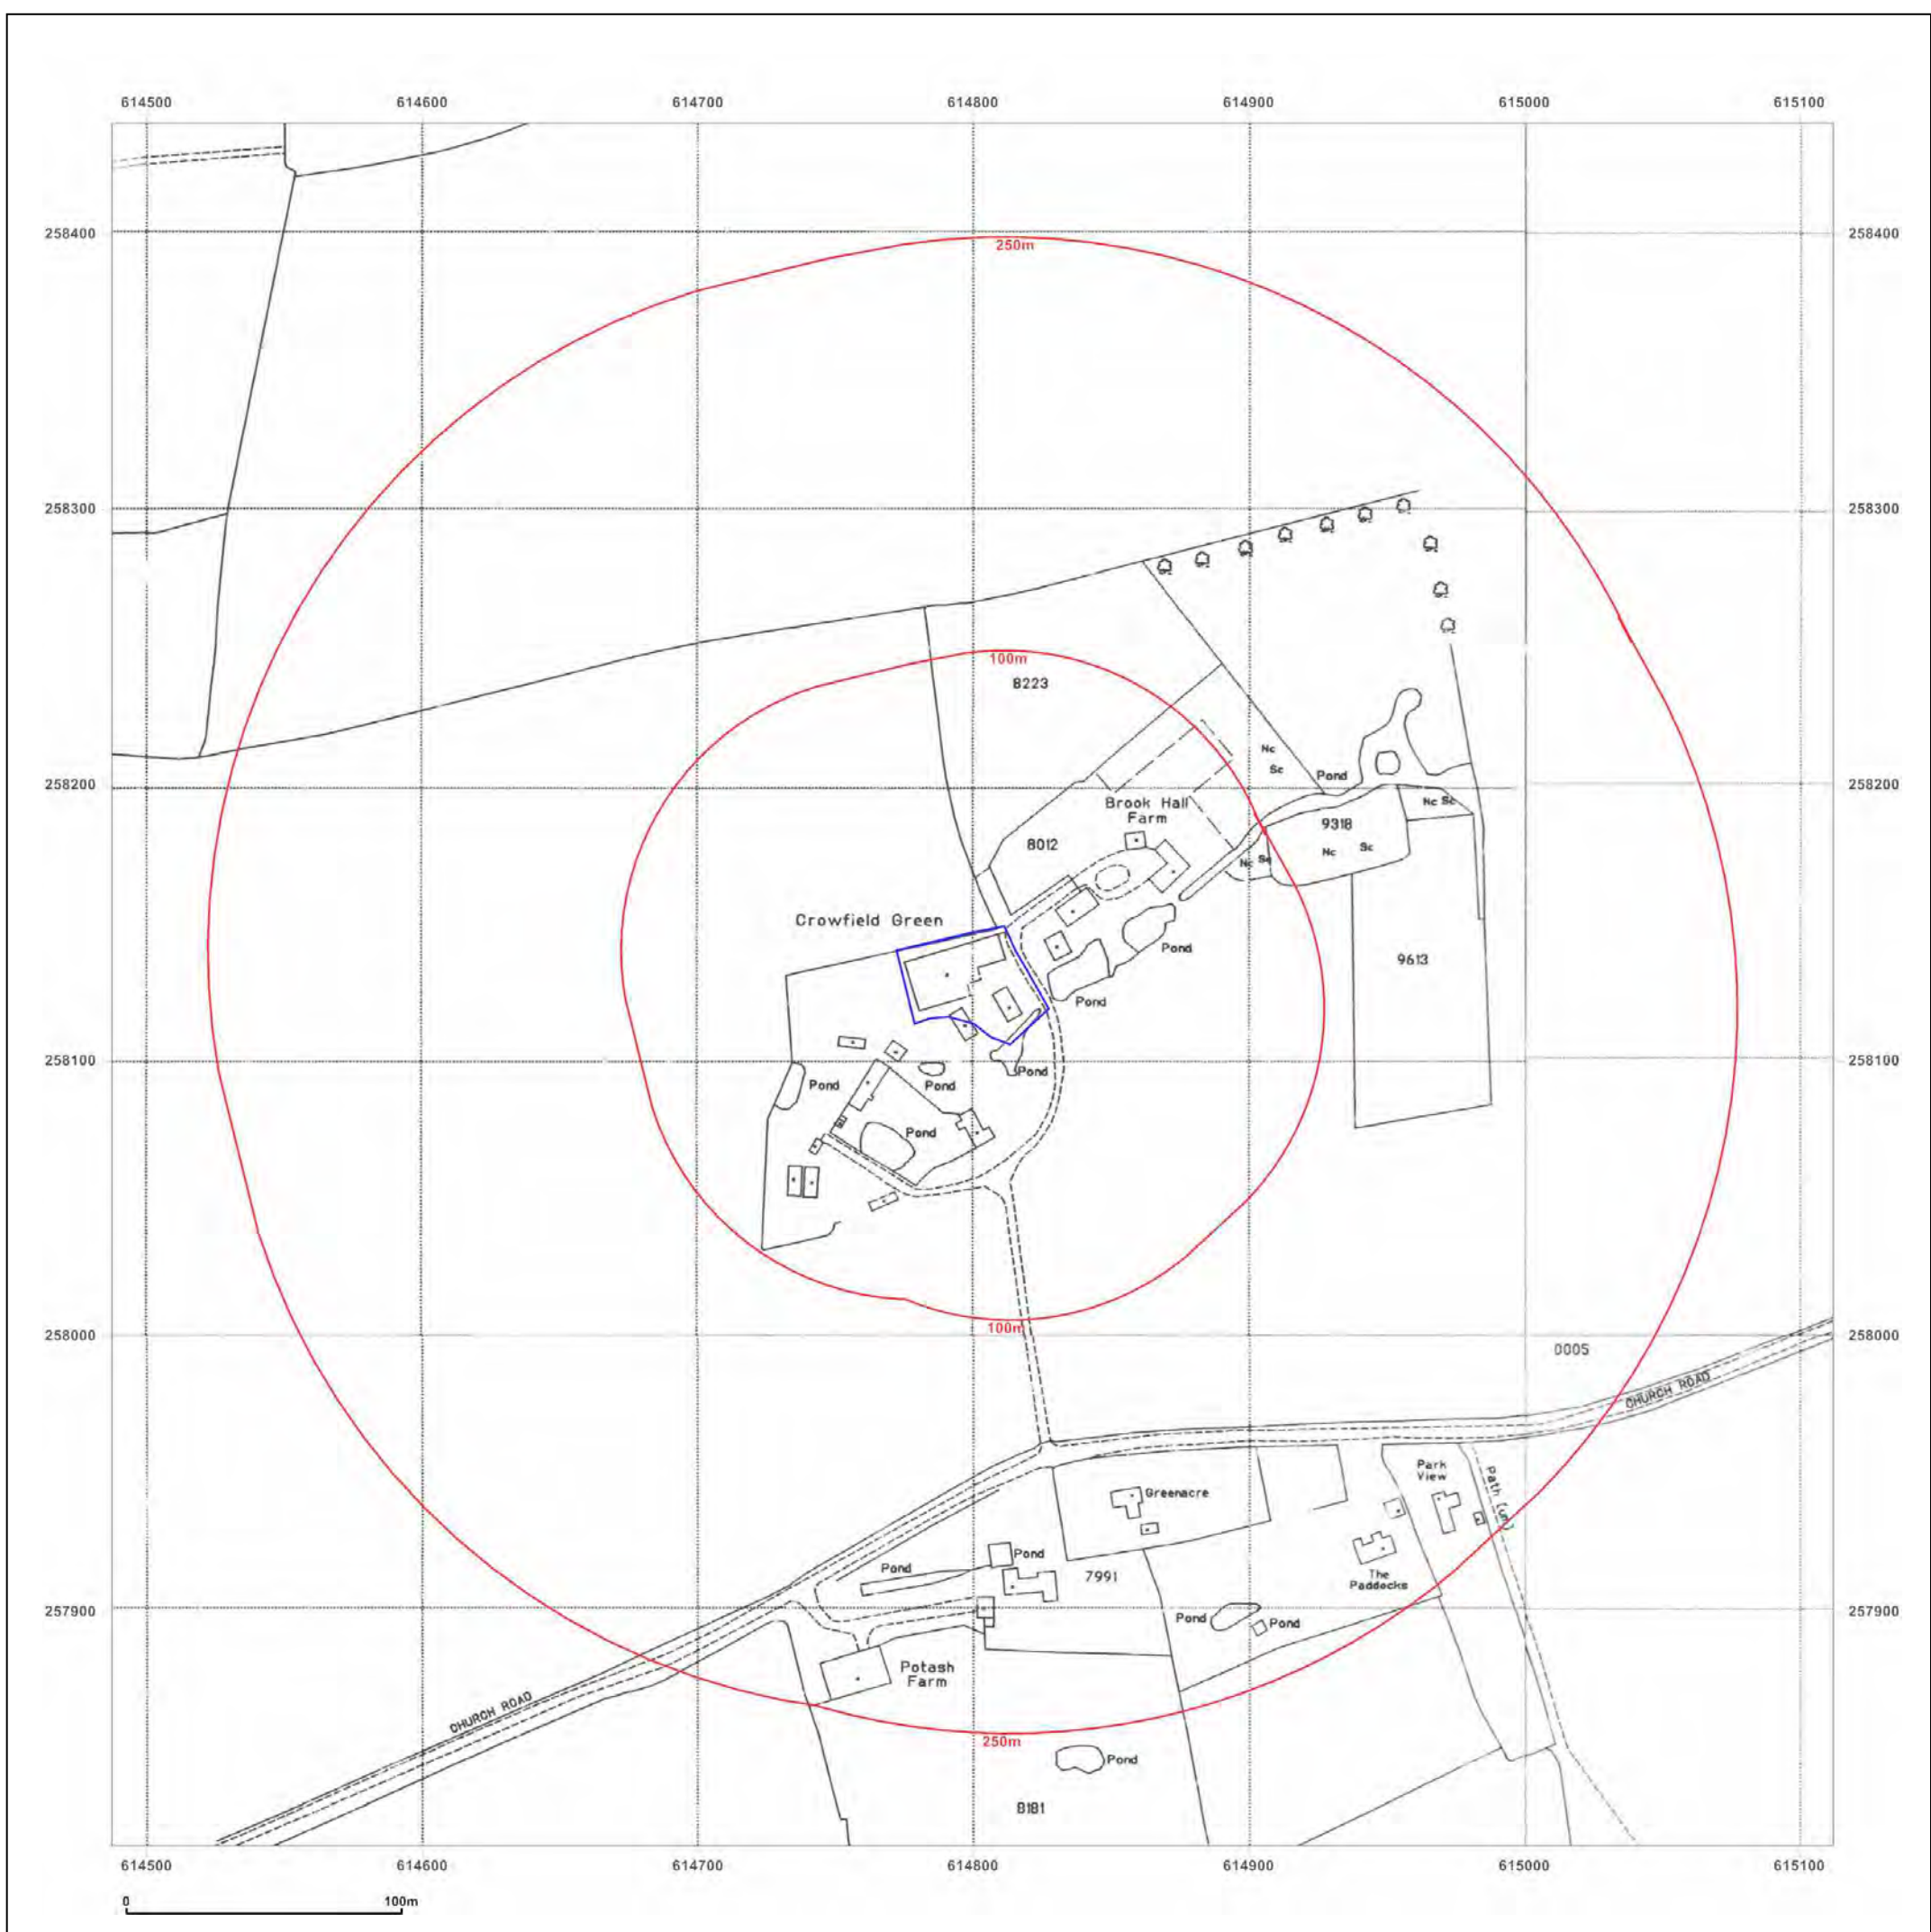 614500 614600 614700 614800 614900 615000 615100
258400 258400
250m
258300 258300
100m
8223
Nc
Sc
Pond
258200 258200
Brook Hall
Farm
Nc Sc
9318
8012
Nc Sc
Nc Sc
Crowfield Green
Pond
9613
Pond
258100 258100
Pond
Pond
Pond
Pond
100m
258000 258000
0005
CHURCH ROAD
Park
View
Path (um)
Greenacre
Pond
Pond
7991
The
Paddocks
257900 257900
Pond
Pond
Potash
Farm
CHURCH ROAD
250m
Pond
8181
614500 614600 614700 614800 614900 615000 615100
0 100m